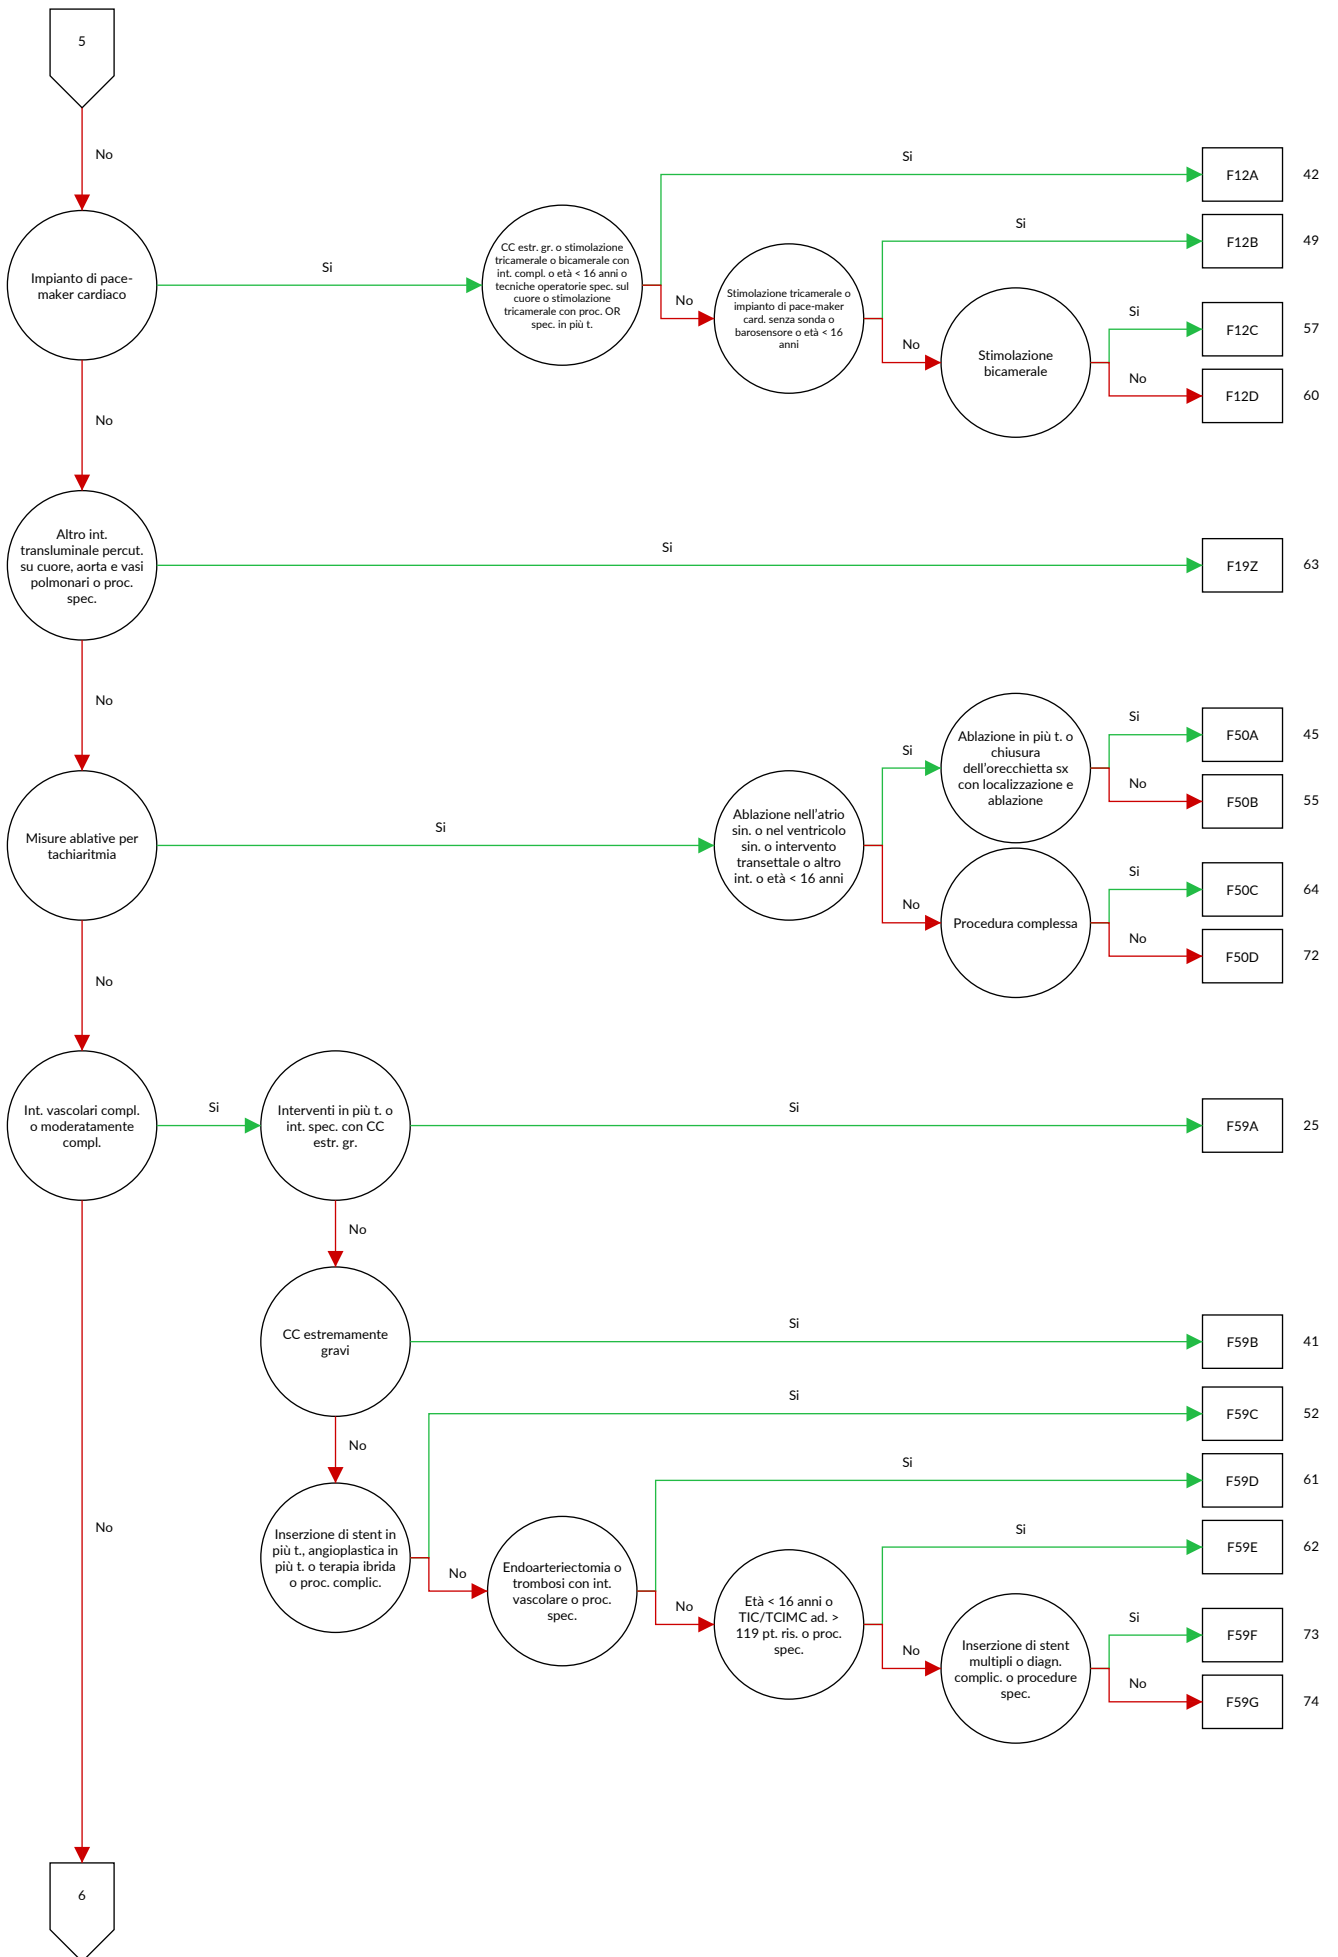 5
No
Impianto di pace-
maker cardiaco
Si
CC estr. gr. o stimolazione
tricamerale o bicamerale con
int. compl. o età < 16 anni o
tecniche operatorie spec. sul
cuore o stimolazione
tricamerale con proc. OR
spec. in più t.
Si
F12A
42
No
Stimolazione tricamerale o
impianto di pace-maker
card. senza sonda o
barosensore o età < 16
anni
Si
F12B
49
No
Stimolazione
bicamerale
Si
F12C
57
No
F12D
60
No
Altro int.
transluminale percut.
su cuore, aorta e vasi
polmonari o proc.
spec.
Si
F19Z
63
No
Misure ablative per
tachiaritmia
Si
Ablazione nell'atrio
sin. o nel ventricolo
sin. o intervento
transettale o altro
int. o età < 16 anni
Si
Ablazione in più t. o
chiusura
dell'orecchietta sx
con localizzazione e
ablazione
Si
F50A
45
No
F50B
55
No
Procedura complessa
Si
F50C
64
No
F50D
72
No
Int. vascolari compl.
o moderatamente
compl.
Si
Interventi in più t. o
int. spec. con CC
estr. gr.
Si
F59A
25
No
CC estremamente
gravi
Si
F59B
41
No
Inserzione di stent in
più t., angioplastica in
più t. o terapia ibrida
o proc. complic.
Si
F59C
52
No
Endoarteriectomia o
trombosi con int.
vascolare o proc.
spec.
Si
F59D
61
No
Età < 16 anni o
TIC/TCIMC ad. >
119 pt. ris. o proc.
spec.
Si
F59E
62
No
Inserzione di stent
multipli o diagn.
complic. o procedure
spec.
Si
F59F
73
No
F59G
74
No
6